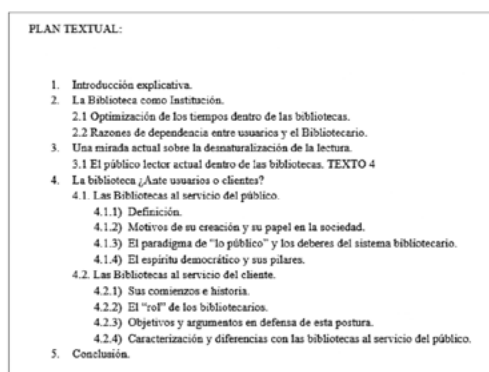 PLAN TEXTUAL:
1. Introducción explicativa.
2. La Biblioteca como Institución.
2.1 Optimización de los tiempos dentro de las bibliotecas.
2.2 Razones de dependencia entre usuarios y el Bibliotecario.
3. Una mirada actual sobre la desnaturalización de la lectura.
3.1 El público lector actual dentro de las bibliotecas. TEXTO 4
4. La biblioteca ¿Ante usuarios o clientes?
4.1. Las Bibliotecas al servicio del público.
4.1.1) Definición.
4.1.2) Motivos de su creación y su papel en la sociedad.
4.1.3) El paradigma de “lo público” y los deberes del sistema bibliotecario.
4.1.4) El espíritu democrático y sus pilares.
4.2. Las Bibliotecas al servicio del cliente.
4.2.1) Sus comienzos e historia.
4.2.2) El “rol” de los bibliotecarios.
4.2.3) Objetivos y argumentos en defensa de esta postura.
4.2.4) Caracterización y diferencias con las bibliotecas al servicio del público.
5. Conclusión.